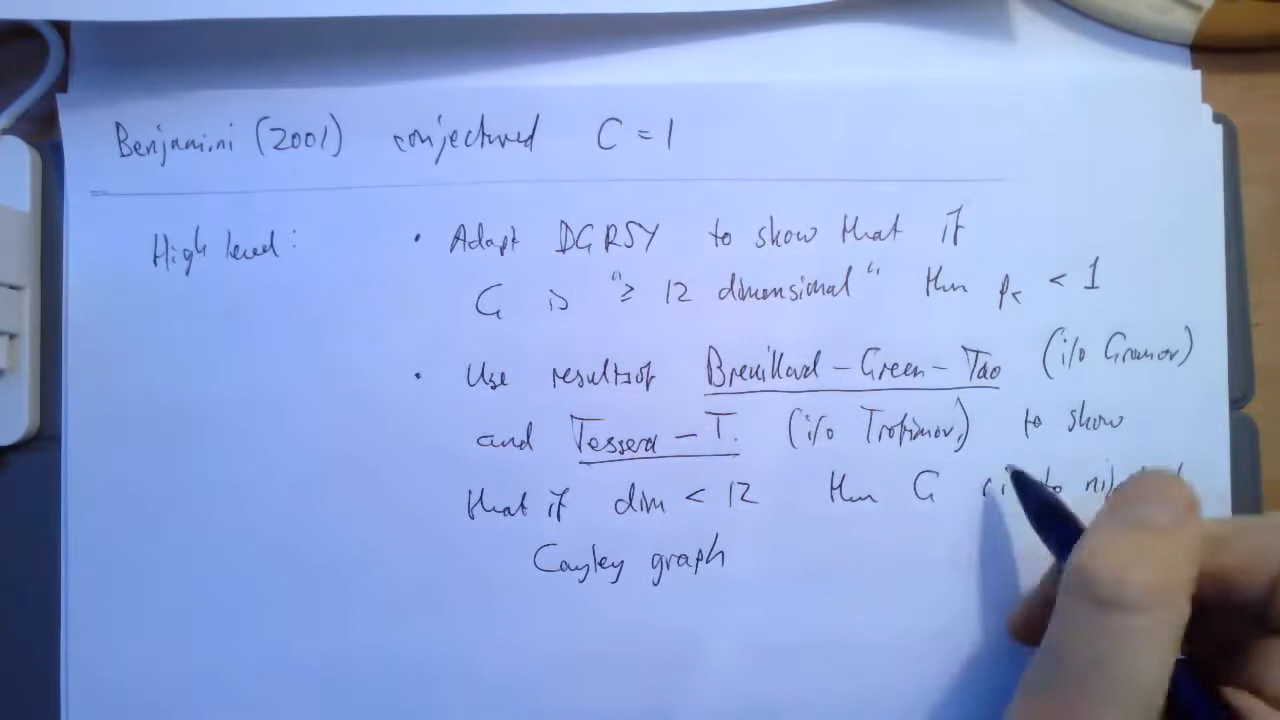 Benjamini (2001) conjectured C = 1
High level: • Adapt DGRSY to show that if
G is "≥ 12 dimensional" then pc < 1
• Use results of Breuillard - Green - Tao (i/o Gromov)
and Tessera - T. (i/o Trofimov) to show
that if dim < 12 then G
Cayley graph